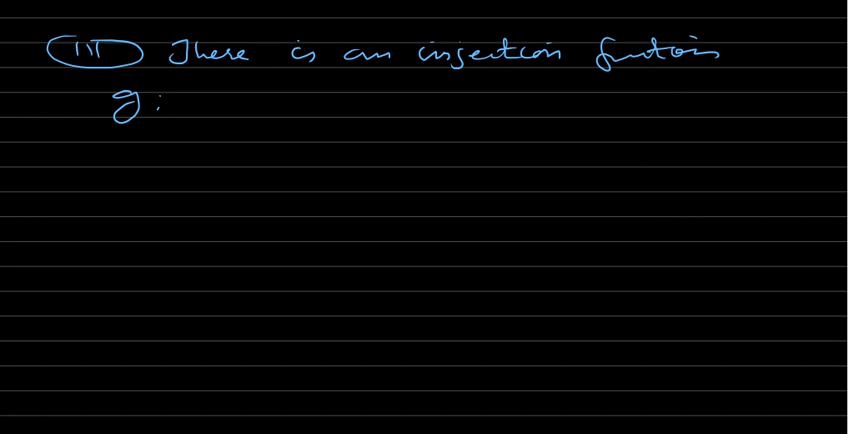 (III) There is an injection function
g :